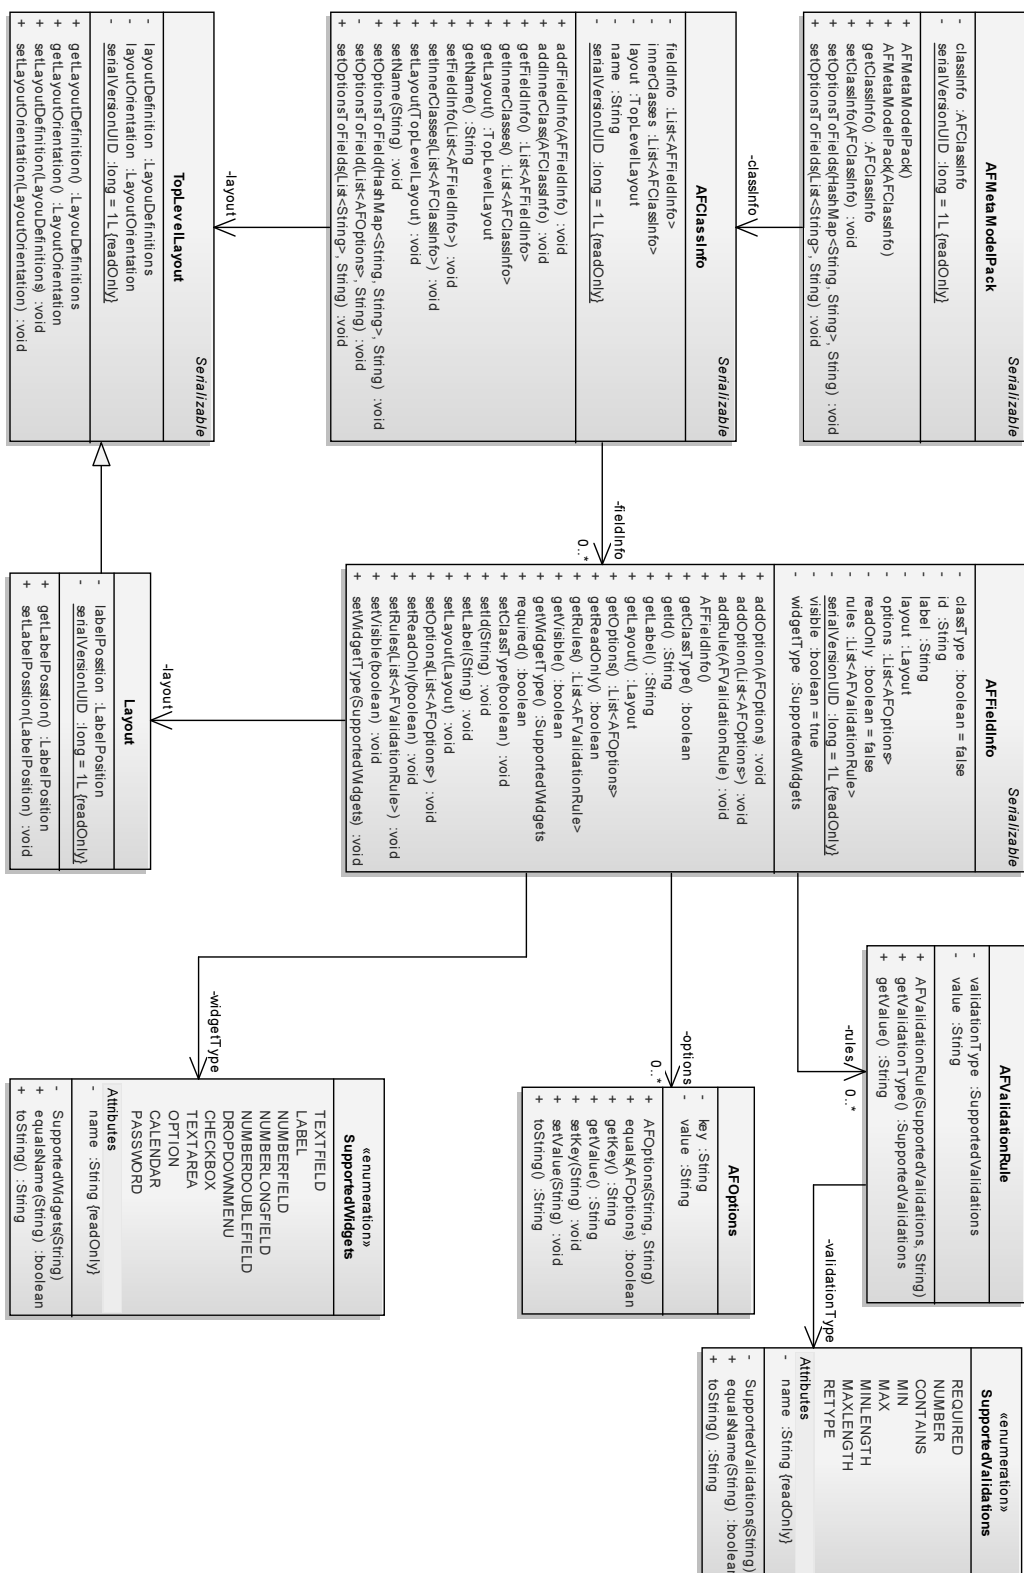 Serializable
AFMetaModelPack
- classInfo :AFClassInfo
- serialVersionUID :long = 1L {readOnly}
+ AFMetaModelPack()
+ AFMetaModelPack(AFClassInfo)
+ getClassInfo() :AFClassInfo
+ setClassInfo(AFClassInfo) :void
+ setOptionsToFields(HashMap<String, String>, String) :void
+ setOptionsToFields(List<String>, String) :void
-classInfo
Serializable
AFClassInfo
- fieldInfo :List<AFFieldInfo>
- innerClasses :List<AFClassInfo>
- layout :TopLevelLayout
- name :String
- serialVersionUID :long = 1L {readOnly}
+ addFieldInfo(AFFieldInfo) :void
+ addInnerClass(AFClassInfo) :void
+ getFieldInfo() :List<AFFieldInfo>
+ getInnerClasses() :List<AFClassInfo>
+ getLayout() :TopLevelLayout
+ getName() :String
+ setFieldInfo(List<AFFieldInfo>) :void
+ setInnerClasses(List<AFClassInfo>) :void
+ setLayout(TopLevelLayout) :void
+ setName(String) :void
+ setOptionsToField(HashMap<String, String>, String) :void
- setOptionsToField(List<AFOptions>, String) :void
+ setOptionsToFields(List<String>, String) :void
-layout
Serializable
TopLevelLayout
- layoutDefinition :LayouDefinitions
- layoutOrientation :LayoutOrientation
- serialVersionUID :long = 1L {readOnly}
+ getLayoutDefinition() :LayouDefinitions
+ getLayoutOrientation() :LayoutOrientation
+ setLayoutDefinition(LayouDefinitions) :void
+ setLayoutOrientation(LayoutOrientation) :void
-fieldInfo
0..*
Serializable
AFFieldInfo
- classType :boolean = false
- id :String
- label :String
- layout :Layout
- options :List<AFOptions>
- readOnly :boolean = false
- rules :List<AFValidationRule>
- serialVersionUID :long = 1L {readOnly}
- visible :boolean = true
- widgetType :SupportedWidgets
+ addOption(AFOptions) :void
+ addOption(List<AFOptions>) :void
+ addRule(AFValidationRule) :void
+ AFFieldInfo()
+ getClassType() :boolean
+ getId() :String
+ getLabel() :String
+ getLayout() :Layout
+ getOptions() :List<AFOptions>
+ getReadOnly() :boolean
+ getRules() :List<AFValidationRule>
+ getVisible() :boolean
+ getWidgetType() :SupportedWidgets
+ required() :boolean
+ setClassType(boolean) :void
+ setId(String) :void
+ setLabel(String) :void
+ setLayout(Layout) :void
+ setOptions(List<AFOptions>) :void
+ setReadOnly(boolean) :void
+ setRules(List<AFValidationRule>) :void
+ setVisible(boolean) :void
+ setWidgetType(SupportedWidgets) :void
-layout
Layout
- labelPosstion :LabelPosition
- serialVersionUID :long = 1L {readOnly}
+ getLabelPosstion() :LabelPosition
+ setLabelPosstion(LabelPosition) :void
-rules
0..*
AFValidationRule
- validationType :SupportedValidations
- value :String
+ AFValidationRule(SupportedValidations, String)
+ getValidationType() :SupportedValidations
+ getValue() :String
-options
0..*
AFOptions
- key :String
- value :String
+ AFOptions(String, String)
+ equals(AFOptions) :boolean
+ getKey() :String
+ getValue() :String
+ setKey(String) :void
+ setValue(String) :void
+ toString() :String
-widgetType
«enumeration»
SupportedWidgets
TEXTFIELD
LABEL
NUMBERFIELD
NUMBERLONGFIELD
NUMBERDOUBLEFIELD
DROPDOWNMENU
CHECKBOX
TEXTAREA
OPTION
CALENDAR
PASSWORD
Attributes
- name :String {readOnly}
- SupportedWidgets(String)
+ equalsName(String) :boolean
+ toString() :String
-validationType
«enumeration»
SupportedValidations
REQUIRED
NUMBER
CONTAINS
MIN
MAX
MINLENGTH
MAXLENGTH
RETYPE
Attributes
- name :String {readOnly}
- SupportedValidations(String)
+ equalsName(String) :boolean
+ toString() :String